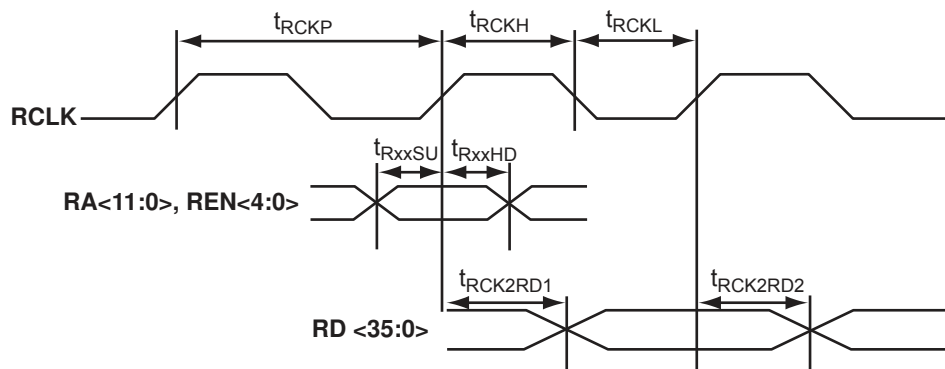 tRCKP tRCKH tRCKL
RCLK
tRxxSU tRxxHD
RA<11:0>, REN<4:0>
tRCK2RD1 tRCK2RD2
RD <35:0>